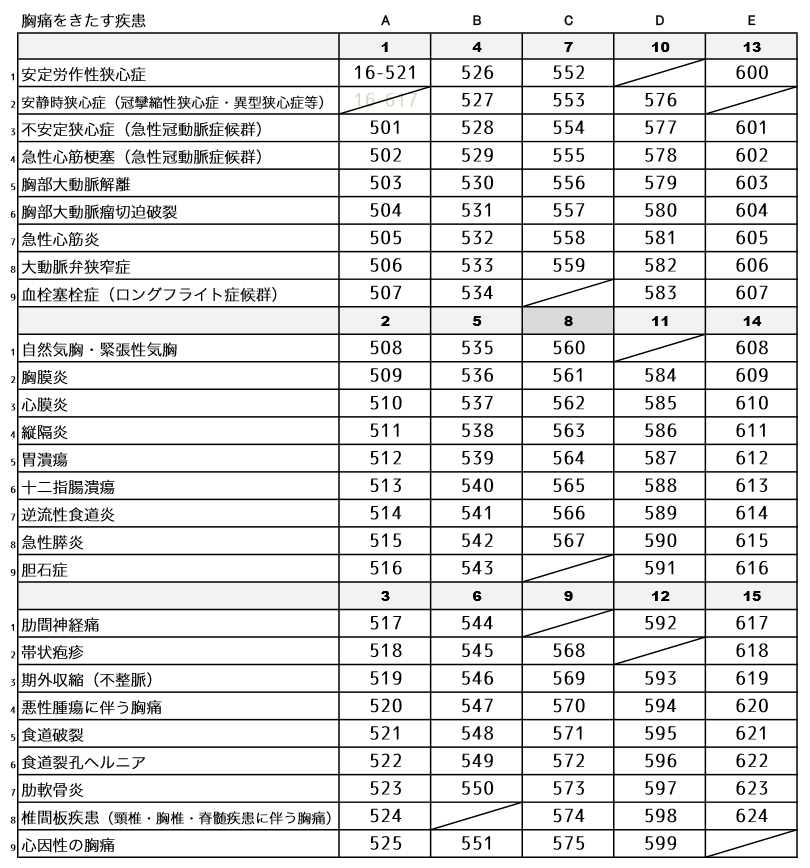 胸痛をきたす疾患 A B C D E
1 4 7 10 13
1 安定労作性狭心症 16-521 526 552 600
2 安静時狭心症（冠攣縮性狭心症・異型狭心症等） 16-617 527 553 576
3 不安定狭心症（急性冠動脈症候群） 501 528 554 577 601
4 急性心筋梗塞（急性冠動脈症候群） 502 529 555 578 602
5 胸部大動脈解離 503 530 556 579 603
6 胸部大動脈瘤切迫破裂 504 531 557 580 604
7 急性心筋炎 505 532 558 581 605
8 大動脈弁狭窄症 506 533 559 582 606
9 血栓塞栓症（ロングフライト症候群） 507 534 583 607
2 5 8 11 14
1 自然気胸・緊張性気胸 508 535 560 608
2 胸膜炎 509 536 561 584 609
3 心膜炎 510 537 562 585 610
4 縦隔炎 511 538 563 586 611
5 胃潰瘍 512 539 564 587 612
6 十二指腸潰瘍 513 540 565 588 613
7 逆流性食道炎 514 541 566 589 614
8 急性膵炎 515 542 567 590 615
9 胆石症 516 543 591 616
3 6 9 12 15
1 肋間神経痛 517 544 592 617
2 帯状疱疹 518 545 568 618
3 期外収縮（不整脈） 519 546 569 593 619
4 悪性腫瘍に伴う胸痛 520 547 570 594 620
5 食道破裂 521 548 571 595 621
6 食道裂孔ヘルニア 522 549 572 596 622
7 肋軟骨炎 523 550 573 597 623
8 椎間板疾患（頸椎・胸椎・脊髄疾患に伴う胸痛） 524 574 598 624
9 心因性の胸痛 525 551 575 599